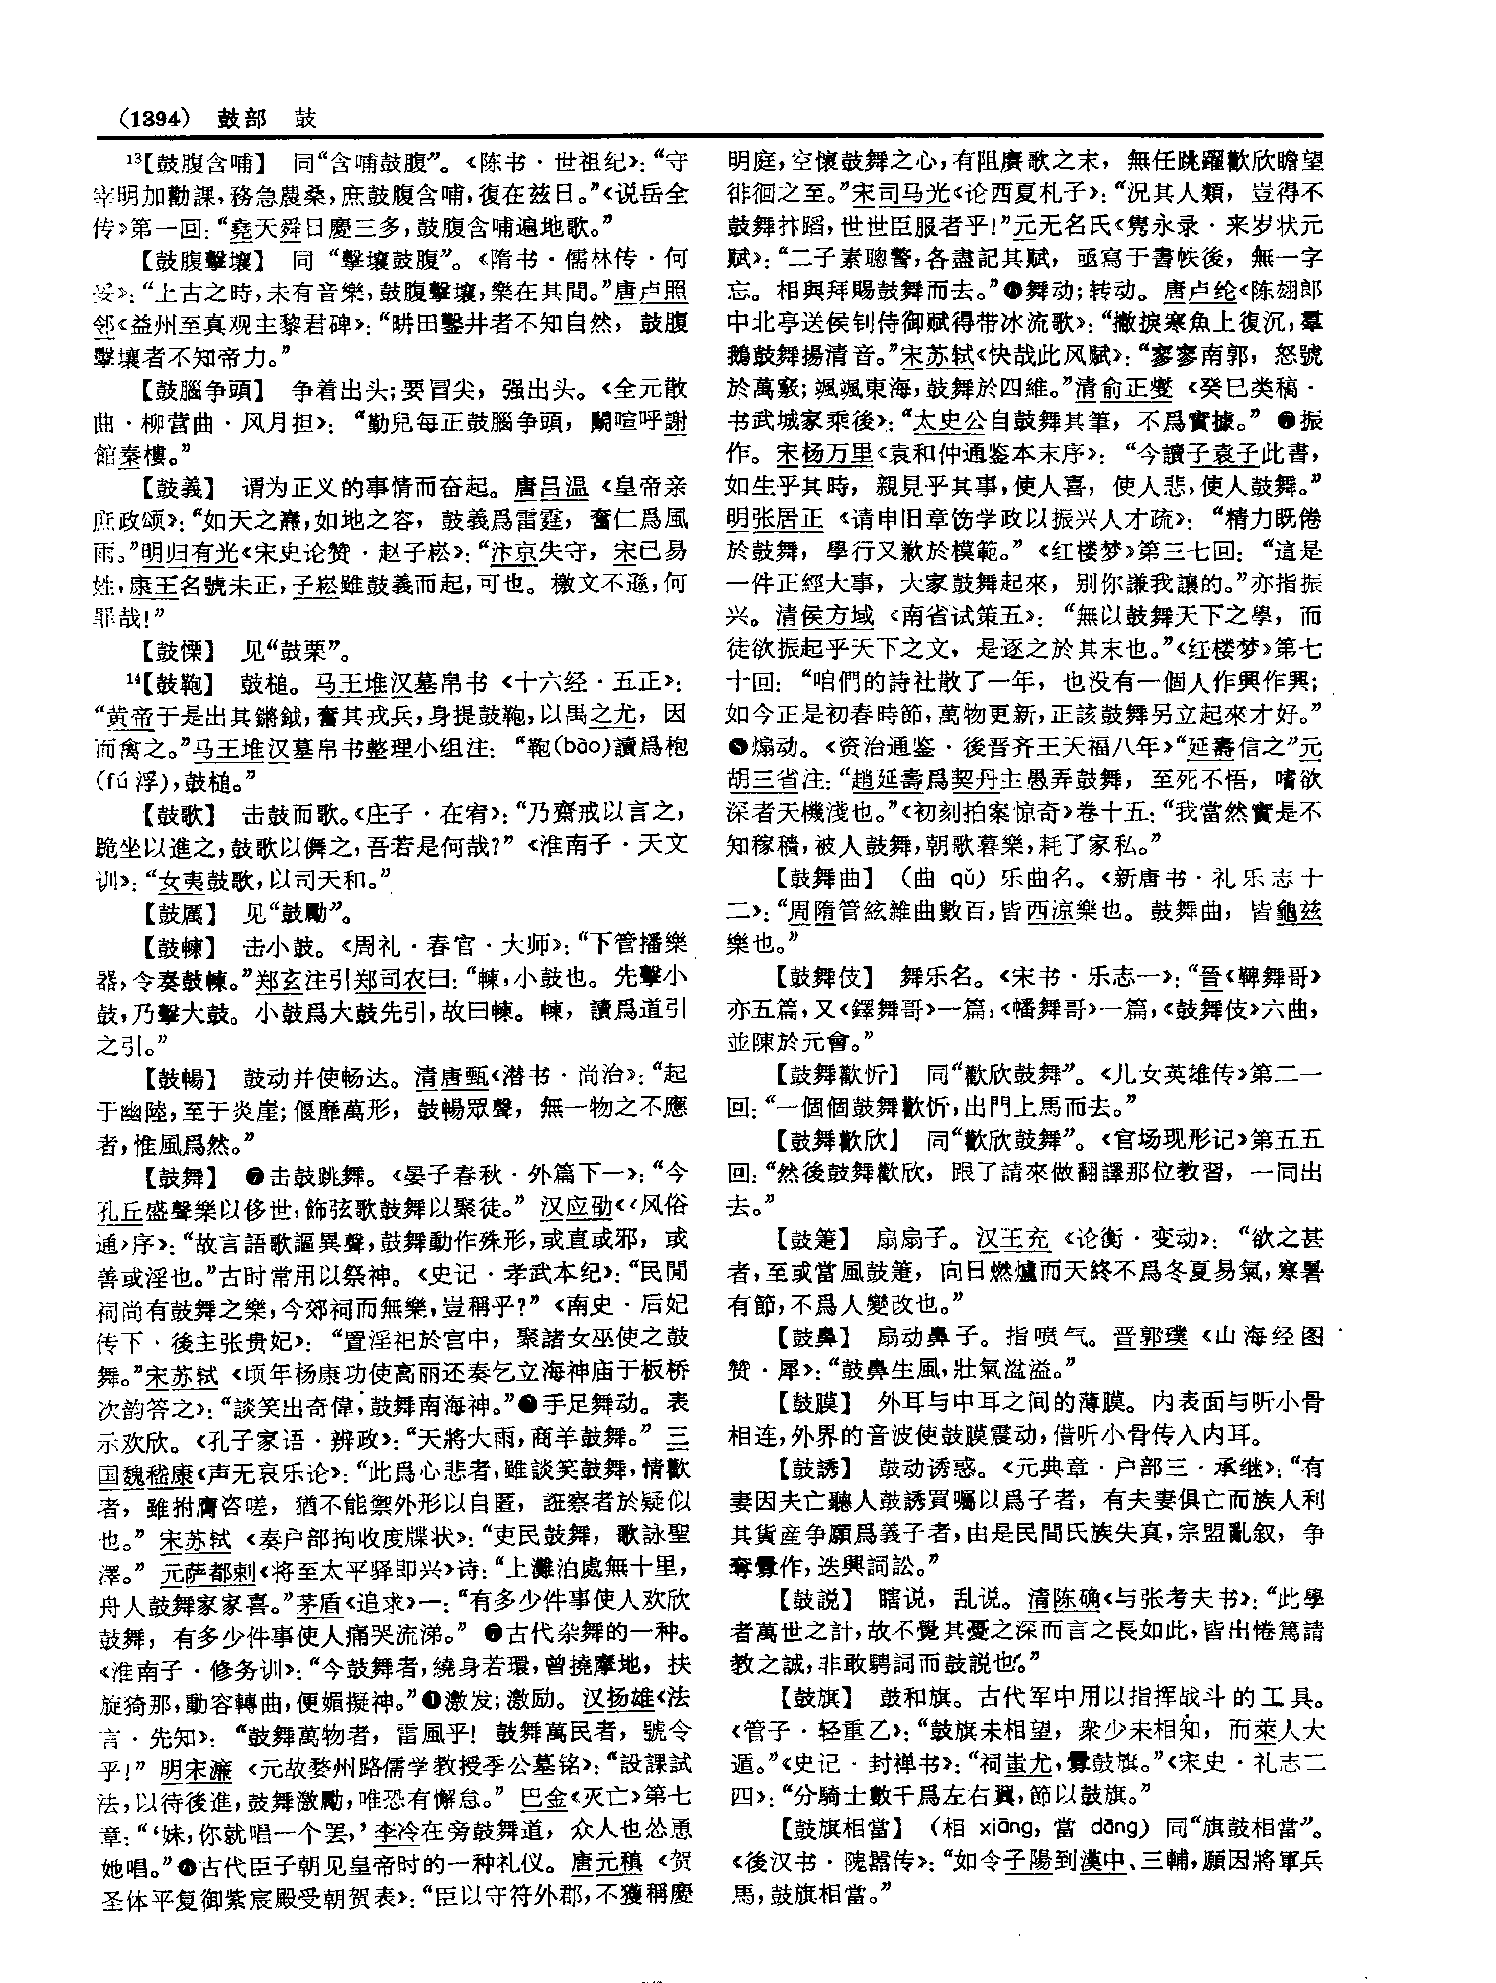 （1394） 鼓部 鼓
13【鼓腹含哺】 同“含哺鼓腹”。《陈书·世祖纪》：“守
宰明加勸課，務急農桑，庶鼓腹含哺，復在兹日。”《说岳全
传》第一回：“堯天舜日慶三多，鼓腹含哺遍地歌。”
【鼓腹擊壤】 同“擊壤鼓腹”。《隋书·儒林传·何
妥》：“上古之時，未有音樂，鼓腹擊壤，樂在其間。”唐卢照
邻《益州至真观主黎君碑》：“耕田鑿井者不知自然，鼓腹
擊壤者不知帝力。”
【鼓腦争頭】 争着出头；要冒尖，强出头。《全元散
曲·柳营曲·风月担》：“勤兒每正鼓腦争頭，鬭喧呼謝
館秦樓。”
【鼓義】 谓为正义的事情而奋起。唐吕温《皇帝亲
庶政颂》：“如天之燾，如地之容，鼓義爲雷霆，奮仁爲風
雨。”明归有光《宋史论赞·赵子崧》：“汴京失守，宋已易
姓，康王名號未正，子崧雖鼓義而起，可也。檄文不遜，何
罪哉！”
【鼓慄】 见“鼓栗”。
14【鼓鞄】 鼓槌。马王堆汉墓帛书《十六经·五正》：
“黄帝于是出其鏘鉞，奮其戎兵，身提鼓鞄，以禺之尤，因
而禽之。”马王堆汉墓帛书整理小组注：“鞄(bāo)讀爲枹
(fú浮)，鼓槌。”
【鼓歌】 击鼓而歌。《庄子·在宥》：“乃齋戒以言之，
跪坐以進之，鼓歌以儛之，吾若是何哉？”《淮南子·天文
训》：“女夷鼓歌，以司天和。”
【鼓厲】 见“鼓勵”。
【鼓朄】 击小鼓。《周礼·春官·大师》：“下管播樂
器，令奏鼓朄。”郑玄注引郑司农曰：“朄，小鼓也。先擊小
鼓，乃擊大鼓。小鼓爲大鼓先引，故曰朄。朄，讀爲道引
之引。”
【鼓暢】 鼓动并使畅达。清唐甄《潜书·尚治》：“起
于幽陸，至于炎崖；偃靡萬形，鼓暢眾聲，無一物之不應
者，惟風爲然。”
【鼓舞】 ❶击鼓跳舞。《晏子春秋·外篇下一》：“今
孔丘盛聲樂以侈世，飾弦歌鼓舞以聚徒。”汉应劭《〈风俗
通〉序》：“故言語歌謳異聲，鼓舞動作殊形，或直或邪，或
善或淫也。”古时常用以祭神。《史记·孝武本纪》：“民間
祠尚有鼓舞之樂，今郊祠而無樂，豈稱乎？”《南史·后妃
传下·後主张贵妃》：“置淫祀於宫中，聚諸女巫使之鼓
舞。”宋苏轼《顷年杨康功使高丽还奏乞立海神庙于板桥
次韵答之》：“談笑出奇偉，鼓舞南海神。”❷手足舞动。表
示欢欣。《孔子家语·辨政》：“天將大雨，商羊鼓舞。”三
国魏嵇康《声无哀乐论》：“此爲心悲者，雖談笑鼓舞，情歡
者，雖拊膺咨嗟，猶不能禦外形以自匿，誑察者於疑似
也。”宋苏轼《奏户部拘收度牒状》：“吏民鼓舞，歌詠聖
澤。”元萨都剌《将至太平驿即兴》诗：“上灘泊處無十里，
舟人鼓舞家家喜。”茅盾《追求》一：“有多少件事使人欢欣
鼓舞，有多少件事使人痛哭流涕。”❸古代杂舞的一种。
《淮南子·修务训》：“今鼓舞者，繞身若環，曾撓摩地，扶
旋猗那，動容轉曲，便媚擬神。”❹激发；激励。汉扬雄《法
言·先知》：“鼓舞萬物者，雷風乎！鼓舞萬民者，號令
乎！”明宋濂《元故婺州路儒学教授季公墓铭》：“設課試
法，以待後進，鼓舞激勵，唯恐有懈怠。”巴金《灭亡》第七
章：“‘妹，你就唱一个罢，’李冷在旁鼓舞道，众人也怂恿
她唱。”❺古代臣子朝见皇帝时的一种礼仪。唐元稹《贺
圣体平复御紫宸殿受朝贺表》：“臣以守符外郡，不獲稱慶
明庭，空懷鼓舞之心，有阻賡歌之末，無任跳躍歡欣瞻望
徘徊之至。”宋司马光《论西夏札子》：“況其人類，豈得不
鼓舞抃蹈，世世臣服者乎！”元无名氏《隽永录·来岁状元
赋》：“二子素聰警，各盡記其賦，亟寫于書帙後，無一字
忘。相與拜賜鼓舞而去。”❻舞动；转动。唐卢纶《陈翃郎
中北亭送侯钊侍御赋得带冰流歌》：“撇捩寒魚上復沉，羣
鵝鼓舞揚清音。”宋苏轼《快哉此风赋》：“寥寥南郭，怒號
於萬竅；颯颯東海，鼓舞於四維。”清俞正燮《癸巳类稿·
书武城家乘後》：“太史公自鼓舞其筆，不爲實據。”❼振
作。宋杨万里《袁和仲通鉴本末序》：“今讀子袁子此書，
如生乎其時，親見乎其事，使人喜，使人悲，使人鼓舞。”
明张居正《请申旧章饬学政以振兴人才疏》：“精力既倦
於鼓舞，學行又歉於模範。”《红楼梦》第三七回：“這是
一件正經大事，大家鼓舞起來，别你謙我讓的。”亦指振
兴。清侯方域《南省试策五》：“無以鼓舞天下之學，而
徒欲振起乎天下之文，是逐之於其末也。”《红楼梦》第七
十回：“咱們的詩社散了一年，也没有一個人作興作興；
如今正是初春時節，萬物更新，正該鼓舞另立起來才好。”
❽煽动。《资治通鉴·後晋齐王天福八年》“延壽信之”元
胡三省注：“趙延壽爲契丹主愚弄鼓舞，至死不悟，嗜欲
深者天機淺也。”《初刻拍案惊奇》卷十五：“我當然實是不
知稼穡，被人鼓舞，朝歌暮樂，耗了家私。”
【鼓舞曲】 （曲 qǔ）乐曲名。《新唐书·礼乐志十
二》：“周隋管絃雜曲數百，皆西涼樂也。鼓舞曲，皆龜兹
樂也。”
【鼓舞伎】 舞乐名。《宋书·乐志一》：“晉《鞞舞哥》
亦五篇，又《鐸舞哥》一篇，《幡舞哥》一篇，《鼓舞伎》六曲，
並陳於元會。”
【鼓舞歡忻】 同“歡欣鼓舞”。《儿女英雄传》第二一
回：“一個個鼓舞歡忻，出門上馬而去。”
【鼓舞歡欣】 同“歡欣鼓舞”。《官场现形记》第五五
回：“然後鼓舞歡欣，跟了請來做翻譯那位教習，一同出
去。”
【鼓箑】 扇扇子。汉王充《论衡·变动》：“欲之甚
者，至或當風鼓箑，向日燃爐而天終不爲冬夏易氣，寒暑
有節，不爲人變改也。”
【鼓鼻】 扇动鼻子。指喷气。晋郭璞《山海经图
赞·犀》：“鼓鼻生風，壯氣湓溢。”
【鼓膜】 外耳与中耳之间的薄膜。内表面与听小骨
相连，外界的音波使鼓膜震动，借听小骨传入内耳。
【鼓誘】 鼓动诱惑。《元典章·户部三·承继》：“有
妻因夫亡聽人鼓誘買囑以爲子者，有夫妻俱亡而族人利
其貨産争願爲義子者，由是民間氏族失真，宗盟亂叙，争
奪釁作，迭興詞訟。”
【鼓説】 瞎说，乱说。清陈确《与张考夫书》：“此學
者萬世之計，故不覺其憂之深而言之長如此，皆出惓篤請
教之誠，非敢騁詞而鼓説也。”
【鼓旗】 鼓和旗。古代军中用以指挥战斗的工具。
《管子·轻重乙》：“鼓旗未相望，衆少未相知，而萊人大
遁。”《史记·封禅书》：“祠蚩尤，釁鼓旗。”《宋史·礼志二
四》：“分騎士數千爲左右翼，節以鼓旗。”
【鼓旗相當】 （相 xiāng，當 dāng）同“旗鼓相當”。
《後汉书·隗嚣传》：“如令子陽到漢中、三輔，願因將軍兵
馬，鼓旗相當。”